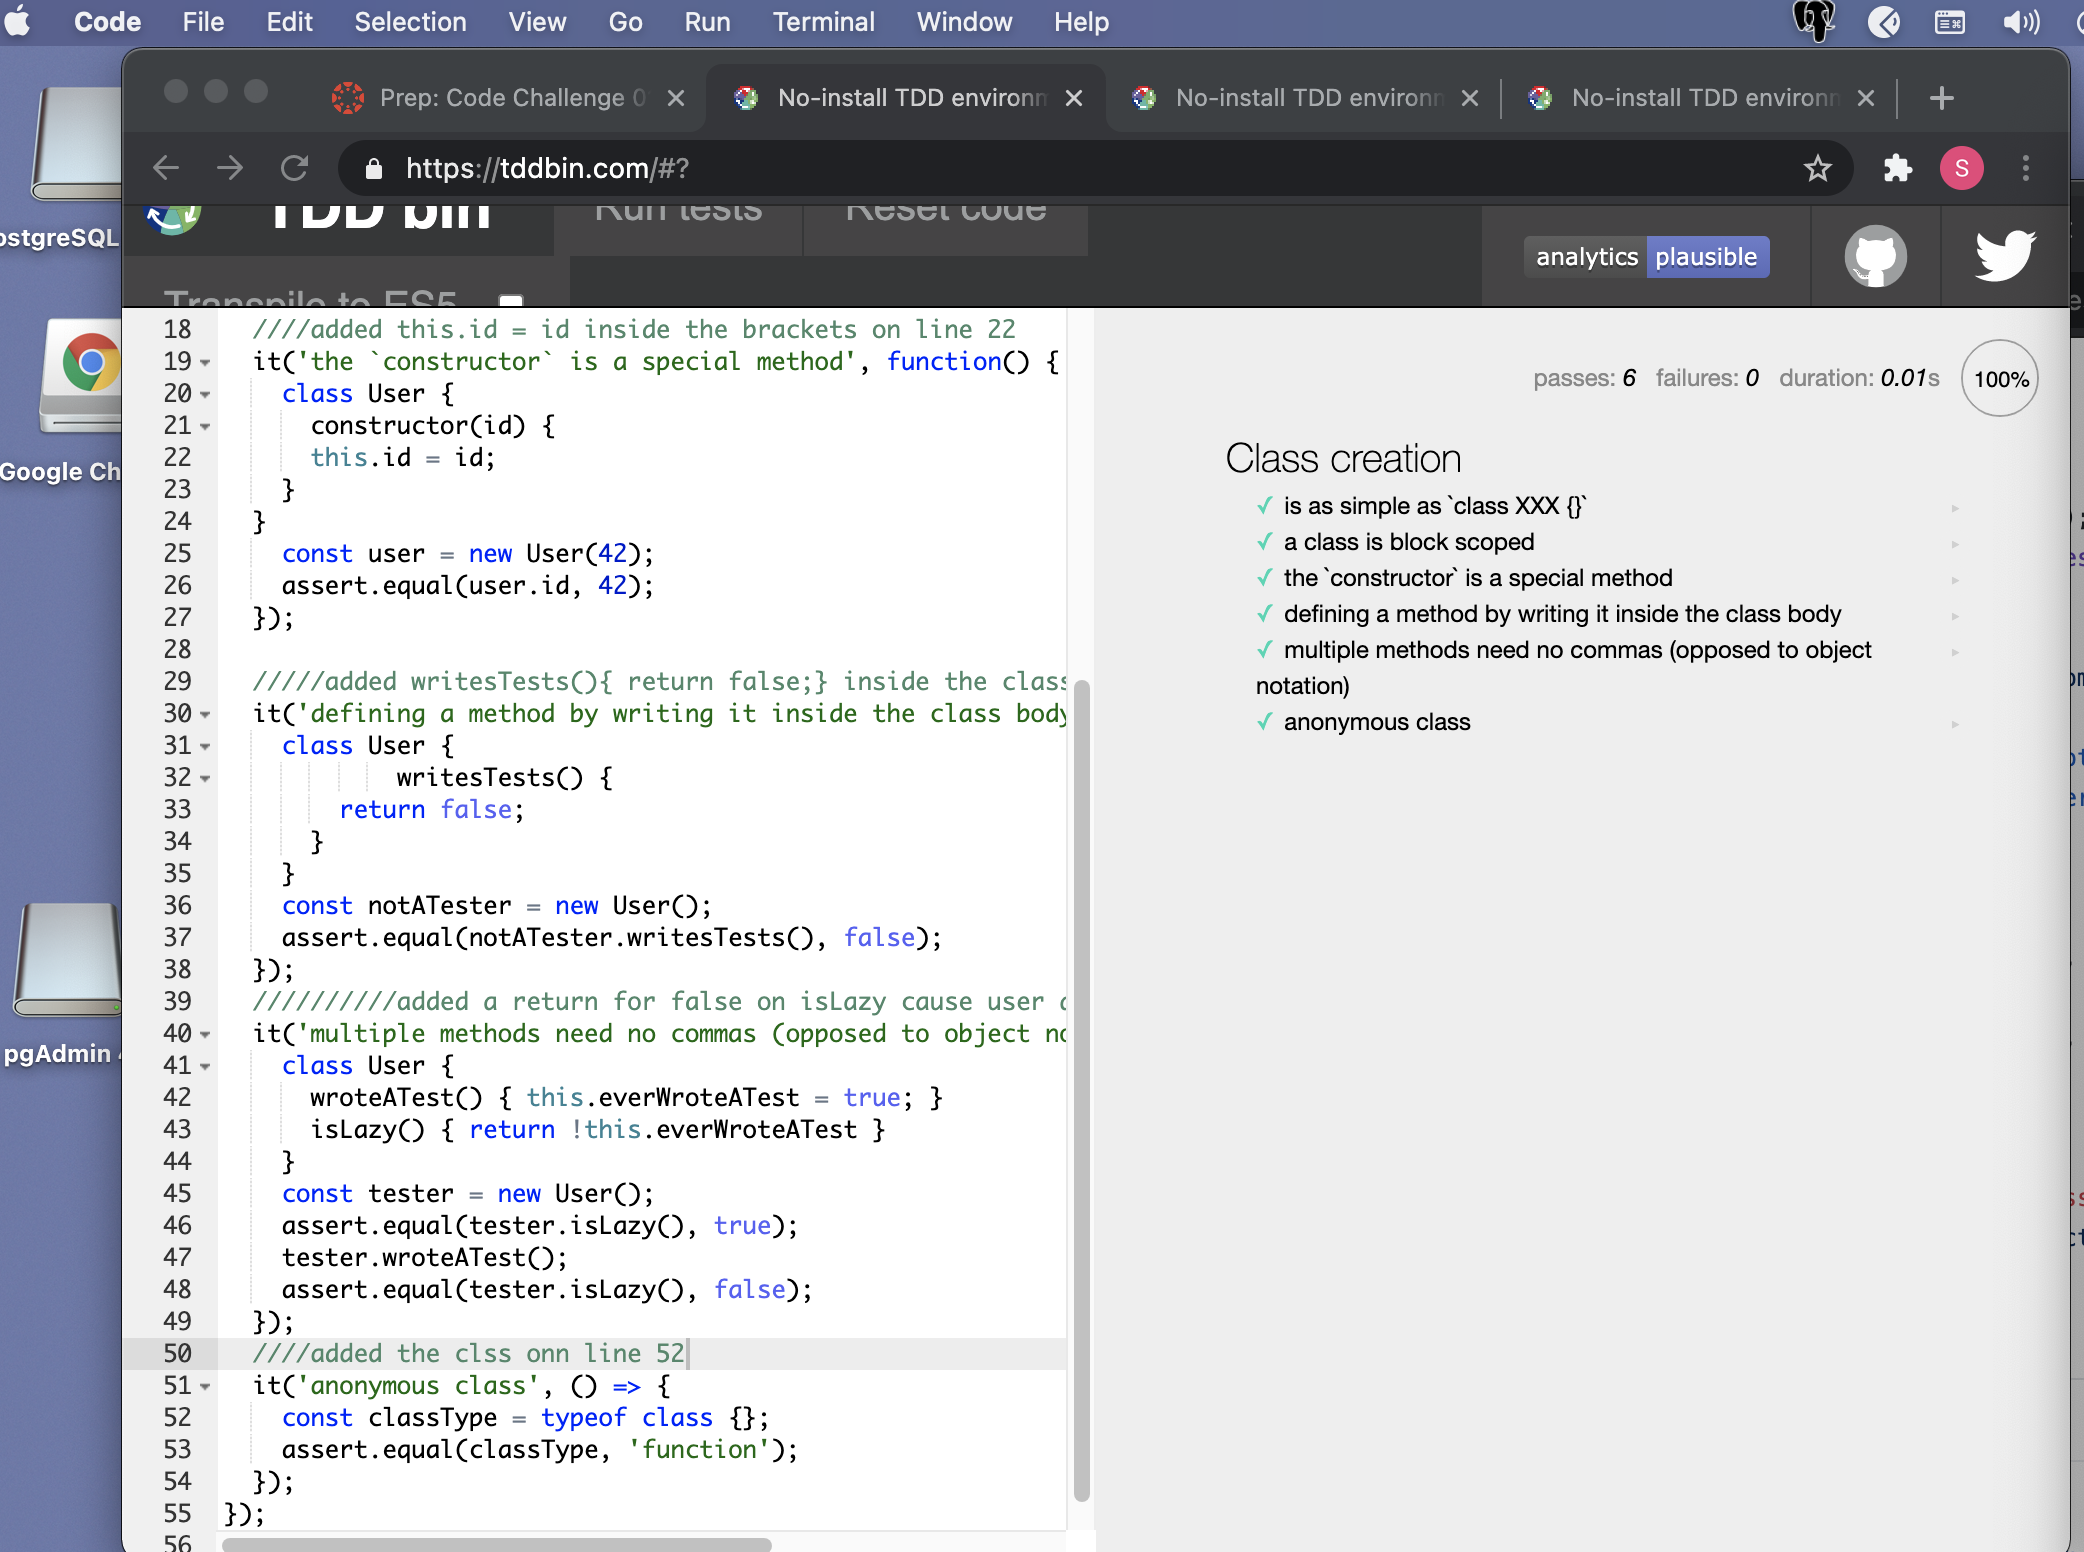 Code File Edit Selection View Go Run Terminal Window Help
Prep: Code Challenge 0
No-install TDD environm
No-install TDD environn
No-install TDD environn
https://tddbin.com/#?
S
TDD bin
Run tests
Reset code
analytics plausible
Transpile to ES5
ostgreSQL
Google Ch
pgAdmin
18 ////added this.id = id inside the brackets on line 22
19 it('the `constructor` is a special method', function() {
20 class User {
21 constructor(id) {
22 this.id = id;
23 }
24 }
25 const user = new User(42);
26 assert.equal(user.id, 42);
27 });
28
29 /////added writesTests(){ return false;} inside the class
30 it('defining a method by writing it inside the class body
31 class User {
32 writesTests() {
33 return false;
34 }
35 }
36 const notATester = new User();
37 assert.equal(notATester.writesTests(), false);
38 });
39 //////////added a return for false on isLazy cause user
40 it('multiple methods need no commas (opposed to object no
41 class User {
42 wroteATest() { this.everWroteATest = true; }
43 isLazy() { return !this.everWroteATest }
44 }
45 const tester = new User();
46 assert.equal(tester.isLazy(), true);
47 tester.wroteATest();
48 assert.equal(tester.isLazy(), false);
49 });
50 ////added the clss onn line 52
51 it('anonymous class', () => {
52 const classType = typeof class {};
53 assert.equal(classType, 'function');
54 });
55 });
56
passes: 6 failures: 0 duration: 0.01s 100%
Class creation
✓ is as simple as `class XXX {}`
✓ a class is block scoped
✓ the `constructor` is a special method
✓ defining a method by writing it inside the class body
✓ multiple methods need no commas (opposed to object
notation)
✓ anonymous class